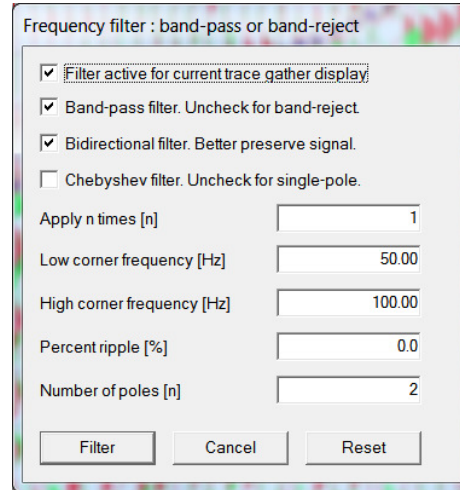 Frequency filter : band-pass or band-reject
Filter active for current trace gather display
Band-pass filter. Uncheck for band-reject.
Bidirectional filter. Better preserve signal.
Chebyshev filter. Uncheck for single-pole.
Apply n times [n] 1
Low corner frequency [Hz] 50.00
High corner frequency [Hz] 100.00
Percent ripple [%] 0.0
Number of poles [n] 2
Filter Cancel Reset